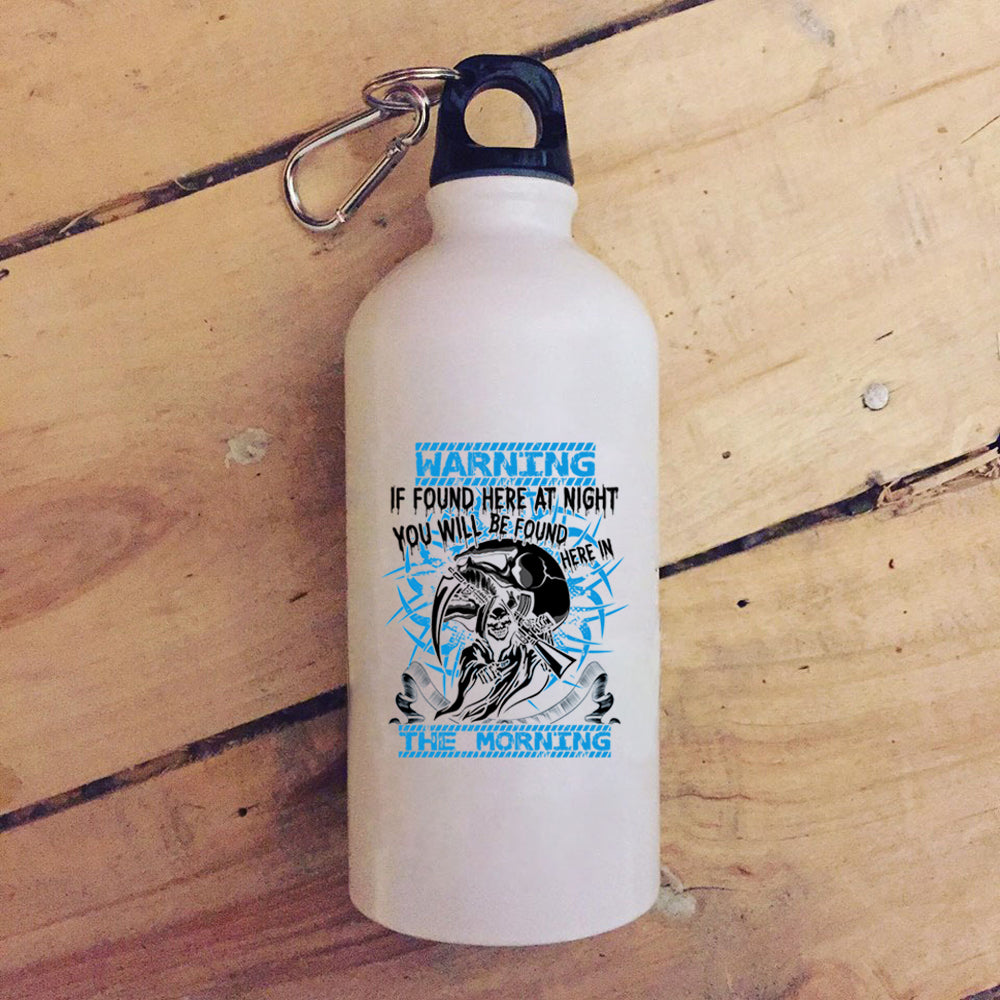 WARNING
IF FOUND HERE AT NIGHT
YOU WILL BE FOUND
HERE IN
THE MORNING